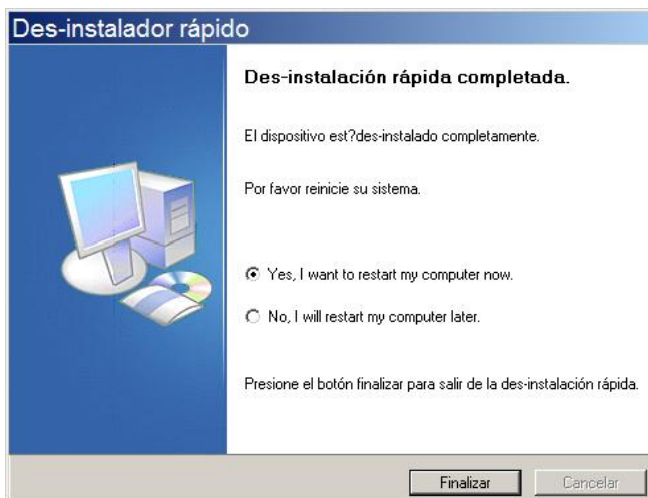 Des-instalador rápido
Des-instalación rápida completada.
El dispositivo est?des-instalado completamente.
Por favor reinicie su sistema.
Yes, I want to restart my computer now.
No, I will restart my computer later.
Presione el botón finalizar para salir de la des-instalación rápida.
Finalizar
Cancelar